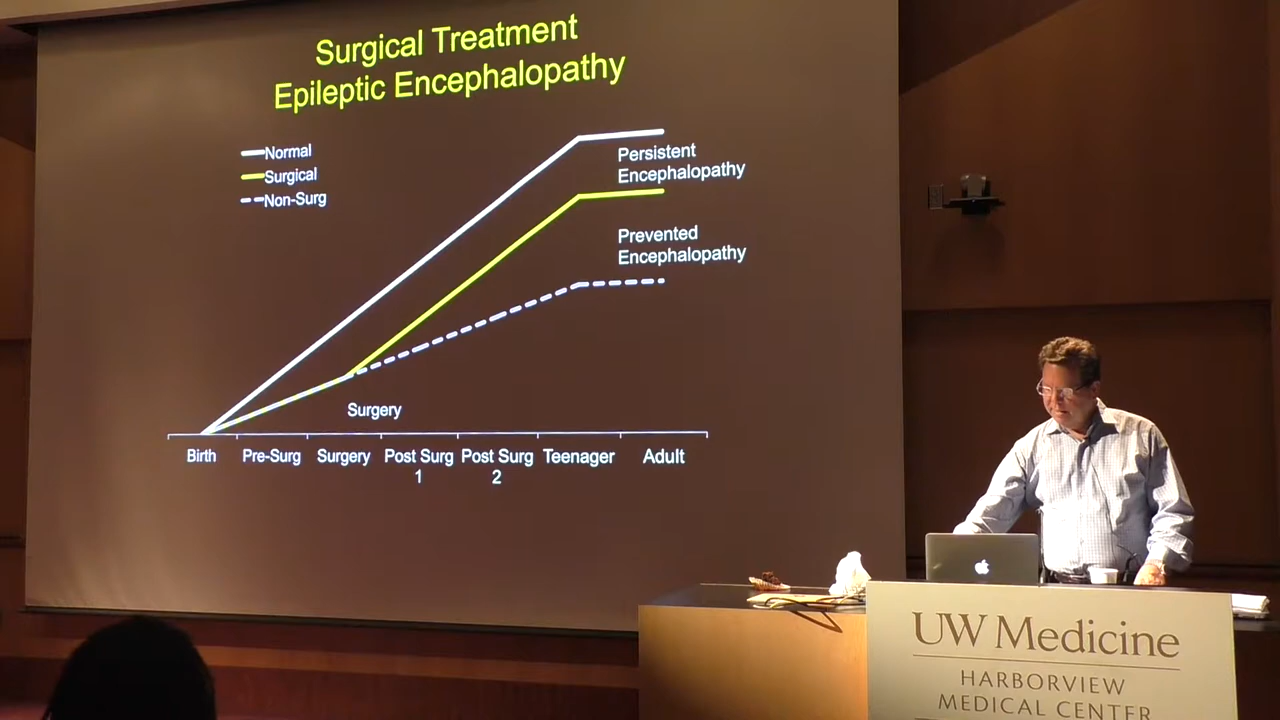 Surgical Treatment
Epileptic Encephalopathy
Normal
Surgical
Non-Surg
Persistent
Encephalopathy
Prevented
Encephalopathy
Surgery
Birth Pre-Surg Surgery Post Surg Post Surg Teenager Adult
1 2
UW Medicine
HARBORVIEW
MEDICAL CENTER